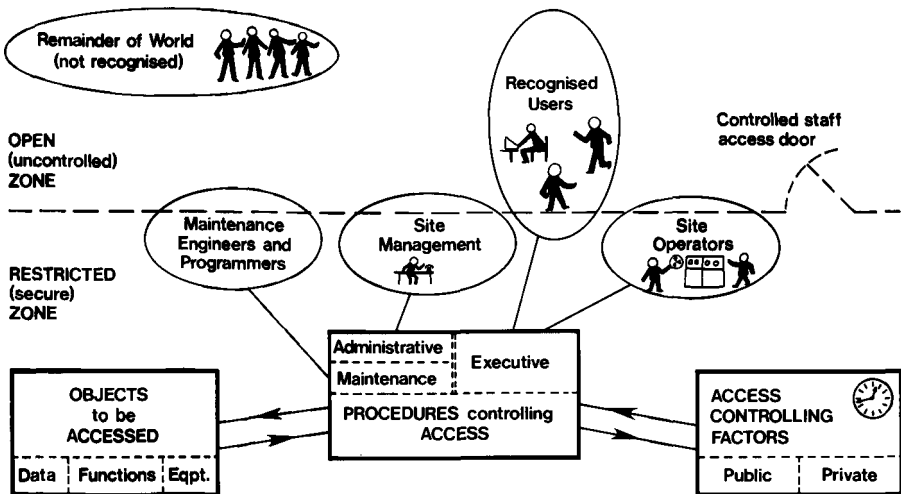 Remainder of World
(not recognised)
Recognised
Users
OPEN
(uncontrolled)
ZONE
Controlled staff
access door
Maintenance
Engineers and
Programmers
Site
Management
Site
Operators
RESTRICTED
(secure)
ZONE
Administrative
Maintenance
Executive
PROCEDURES controlling
ACCESS
OBJECTS
to be
ACCESSED
Data Functions Eqpt.
ACCESS
CONTROLLING
FACTORS
Public Private